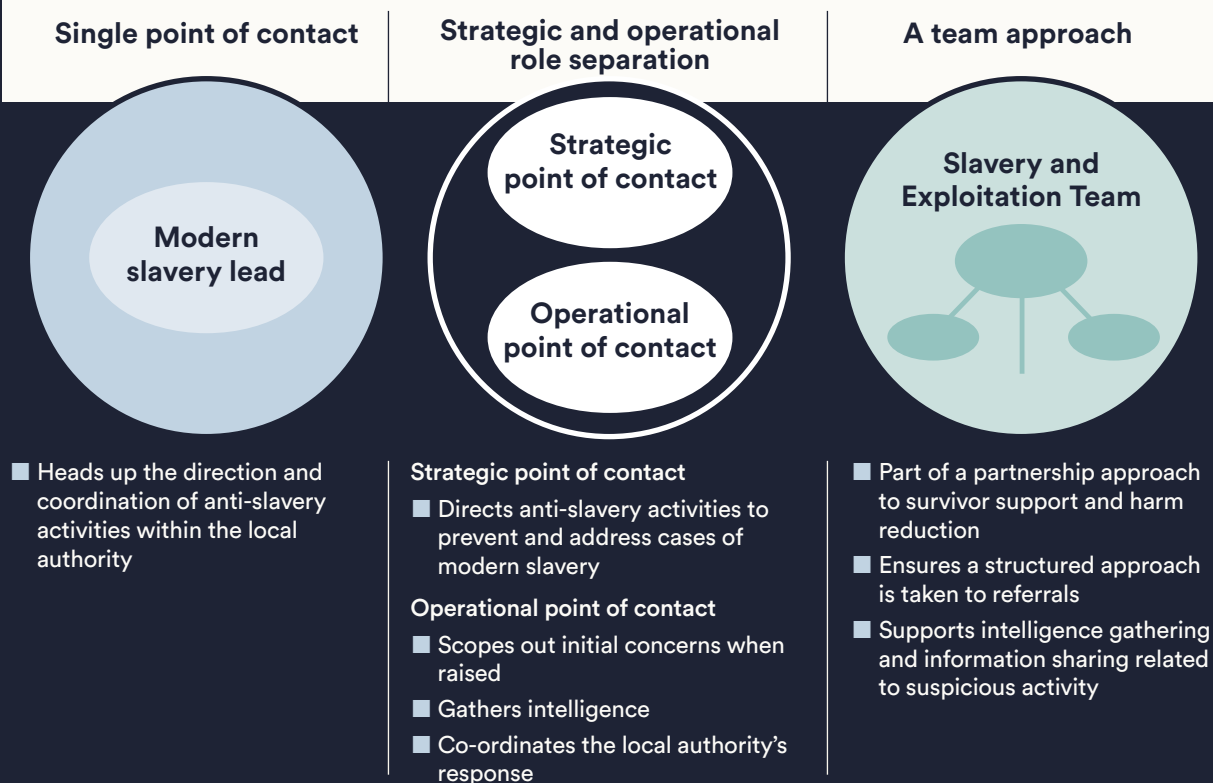 Single point of contact
Modern
slavery lead
■ Heads up the direction and
coordination of anti-slavery
activities within the local
authority
Strategic and operational
role separation
Strategic
point of contact
Operational
point of contact
Strategic point of contact
■ Directs anti-slavery activities to
prevent and address cases of
modern slavery
Operational point of contact
■ Scopes out initial concerns when
raised
■ Gathers intelligence
■ Co-ordinates the local authority’s
response
A team approach
Slavery and
Exploitation Team
■ Part of a partnership approach
to survivor support and harm
reduction
■ Ensures a structured approach
is taken to referrals
■ Supports intelligence gathering
and information sharing related
to suspicious activity